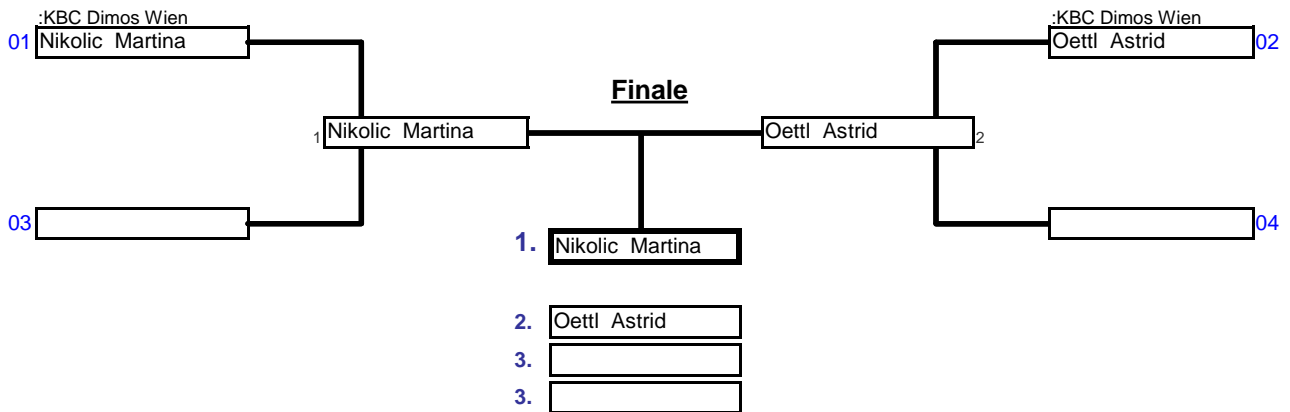 :KBC Dimos Wien
:KBC Dimos Wien
01 Nikolic Martina
Oettl Astrid 02
Finale
1 Nikolic Martina
Oettl Astrid 2
03
04
1. Nikolic Martina
2. Oettl Astrid
3.
3.